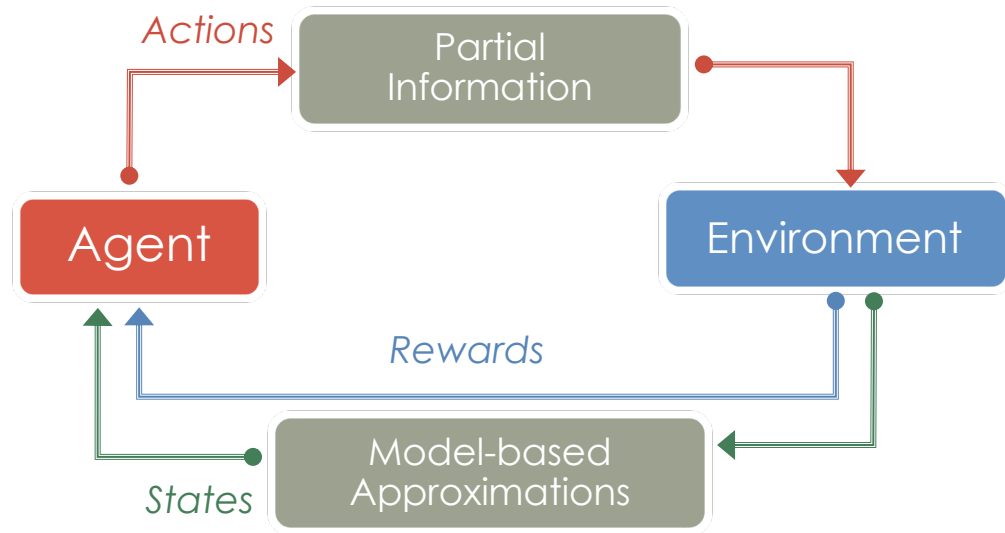 Actions
Partial
Information
Agent
Environment
Rewards
Model-based
Approximations
States